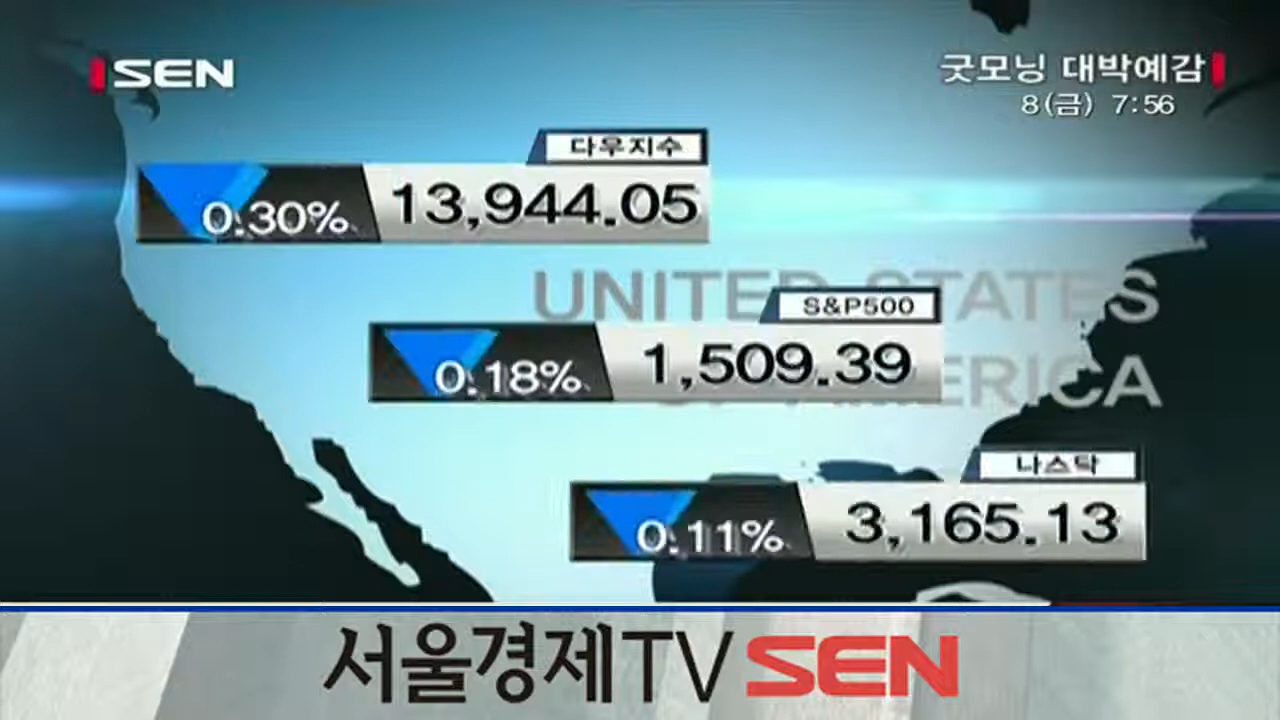 SEN
굿모닝 대박예감
8(금) 7:56
다우지수
0.30% 13,944.05
UNITED STATES
S&P500
0.18% 1,509.39
OF AMERICA
나스닥
0.11% 3,165.13
서울경제TV SEN